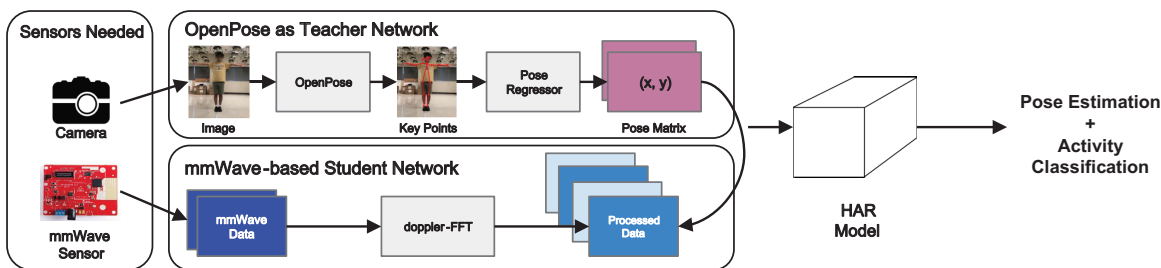 Sensors Needed
Camera
mmWave
Sensor
OpenPose as Teacher Network
Image
OpenPose
Key Points
Pose
Regressor
(x, y)
Pose Matrix
mmWave-based Student Network
mmWave
Data
doppler-FFT
Processed
Data
HAR
Model
Pose Estimation
+
Activity
Classification